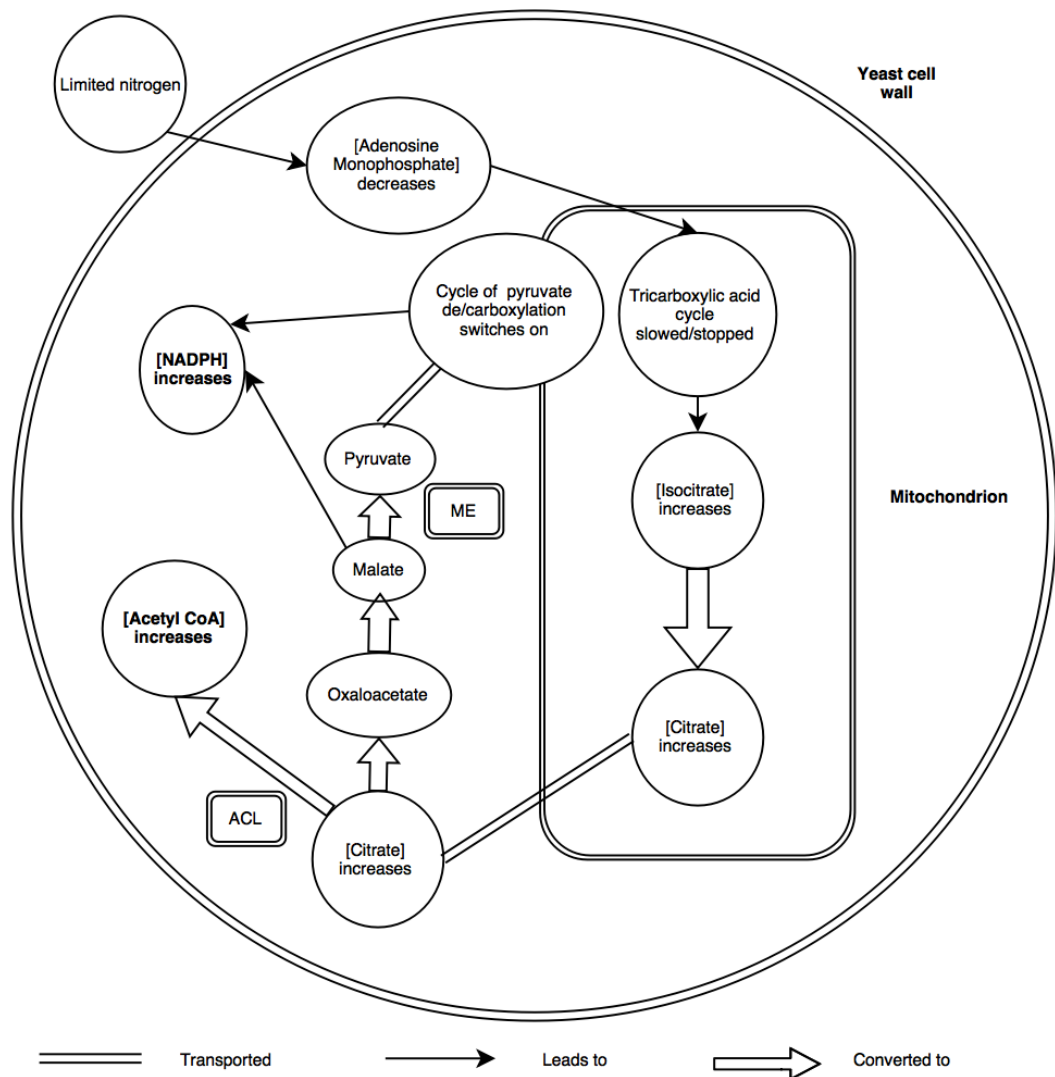 Limited nitrogen
Yeast cell
wall
[Adenosine
Monophosphate]
decreases
Cycle of pyruvate
de/carboxylation
switches on
Tricarboxylic acid
cycle
slowed/stopped
[NADPH]
increases
Pyruvate
ME
[Isocitrate]
increases
Mitochondrion
Malate
[Acetyl CoA]
increases
Oxaloacetate
[Citrate]
increases
ACL
[Citrate]
increases
Transported
Leads to
Converted to